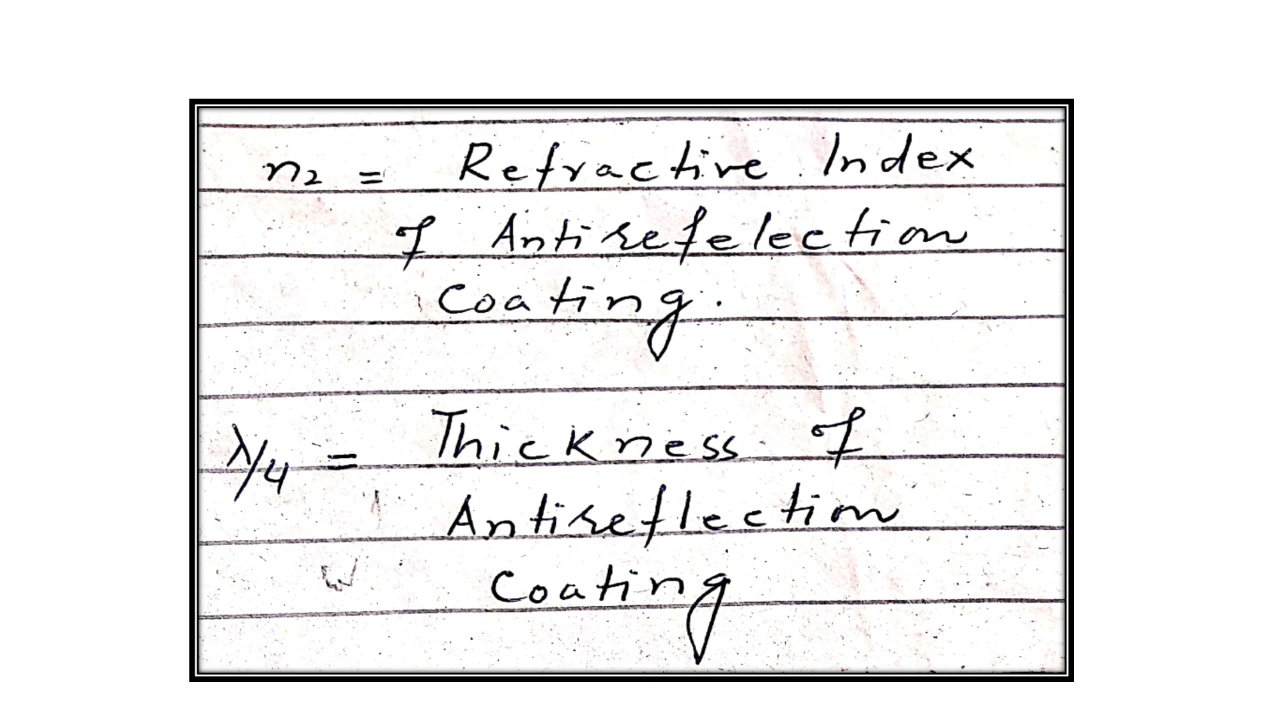 n₂ = Refractive Index
of Antirefelection
Coating.
λ/4 = Thickness of
Antireflection
Coating